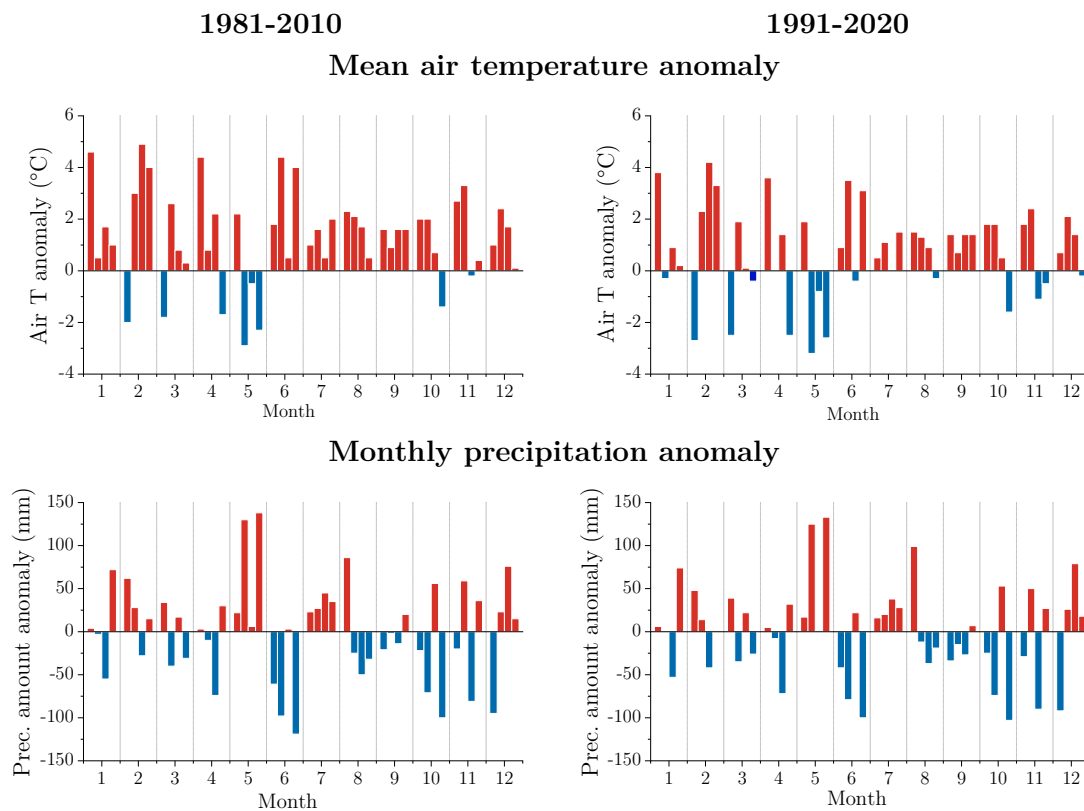 1981-2010 1991-2020
Mean air temperature anomaly
Air T anomaly (°C)
6
4
2
0
-2
-4
1 2 3 4 5 6 7 8 9 10 11 12
Month
Air T anomaly (°C)
6
4
2
0
-2
-4
1 2 3 4 5 6 7 8 9 10 11 12
Month
Monthly precipitation anomaly
Prec. amount anomaly (mm)
150
100
50
0
-50
-100
-150
1 2 3 4 5 6 7 8 9 10 11 12
Month
Prec. amount anomaly (mm)
150
100
50
0
-50
-100
-150
1 2 3 4 5 6 7 8 9 10 11 12
Month